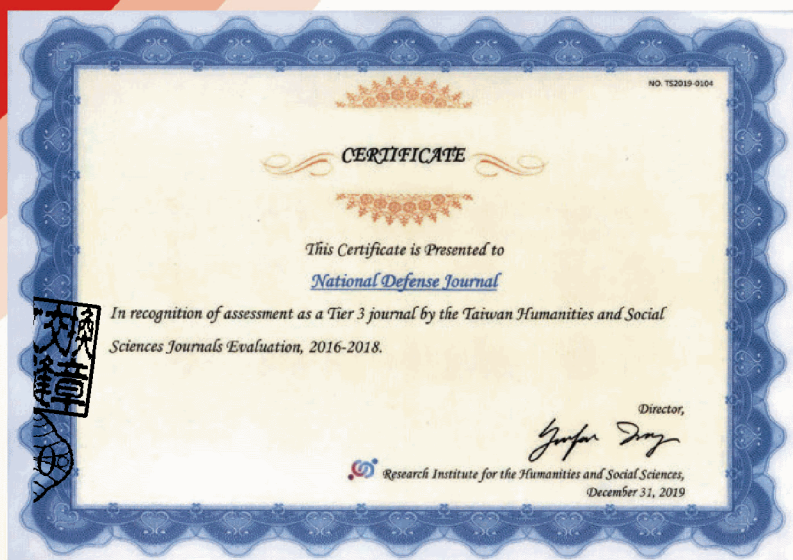 NO. TS2019-0104
CERTIFICATE
This Certificate is Presented to
National Defense Journal
In recognition of assessment as a Tier 3 journal by the Taiwan Humanities and Social
Sciences Journals Evaluation, 2016-2018.
Director,
Research Institute for the Humanities and Social Sciences,
December 31, 2019